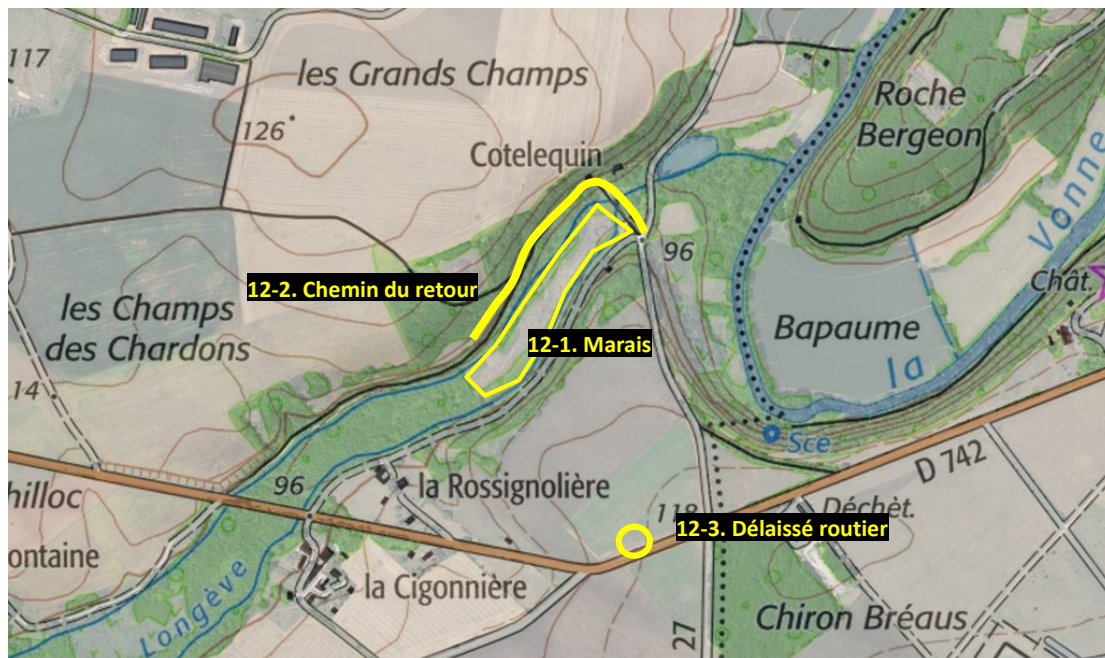 117
les Grands Champs
Roche
Bergeon
126
Cotelequin
Vonne
96
12-2. Chemin du retour
Chât.
les Champs
des Chardons
12-1. Marais
Bapaume
la
14
Sce
D 742
hilloc
96
la Rossignolière
118
Déchèt.
12-3. Délaissé routier
ontaine
la Cigonnière
Longève
Chiron Bréaus
27